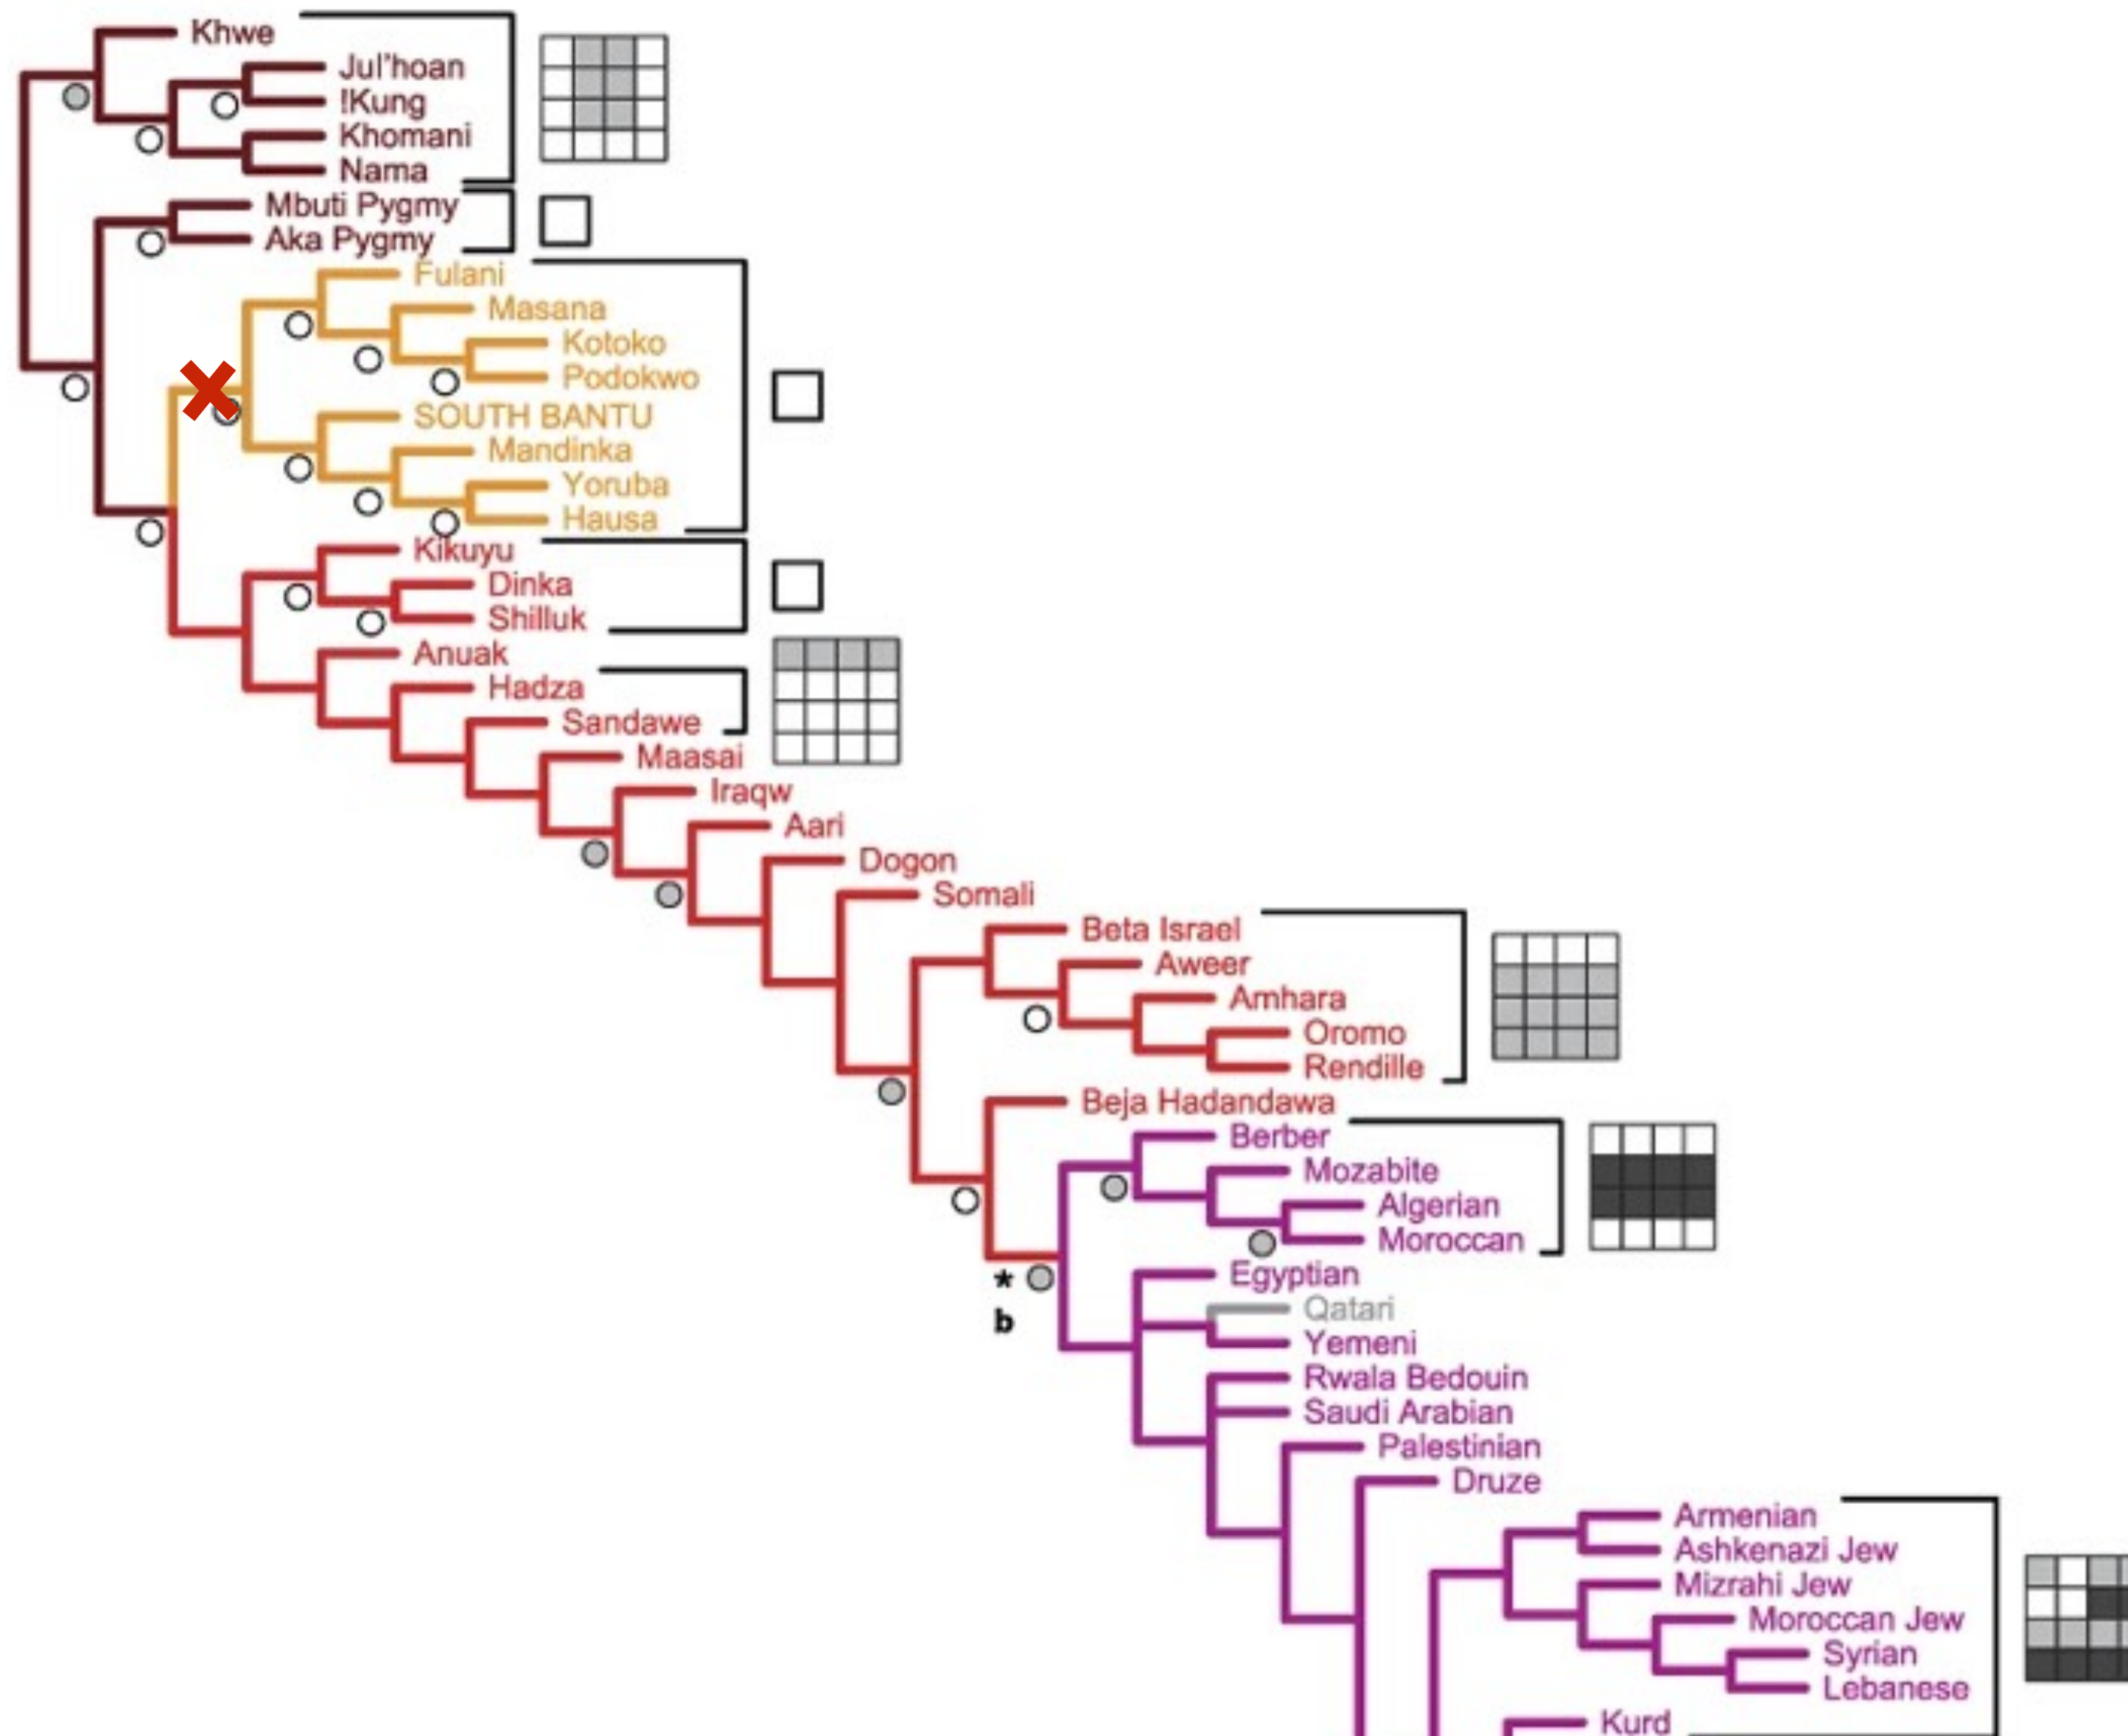 Khwe
Jul'hoan
!Kung
Khomani
Nama
Mbuti Pygmy
Aka Pygmy
Fulani
Masana
Kotoko
Podokwo
SOUTH BANTU
Mandinka
Yoruba
Hausa
Kikuyu
Dinka
Shilluk
Anuak
Hadza
Sandawe
Maasai
Iraqw
Aari
Dogon
Somali
Beta Israel
Aweer
Amhara
Oromo
Rendille
Beja Hadandawa
Berber
Mozabite
Algerian
Moroccan
Egyptian
*
Qatari
b
Yemeni
Rwala Bedouin
Saudi Arabian
Palestinian
Druze
Armenian
Ashkenazi Jew
Mizrahi Jew
Moroccan Jew
Syrian
Lebanese
Kurd